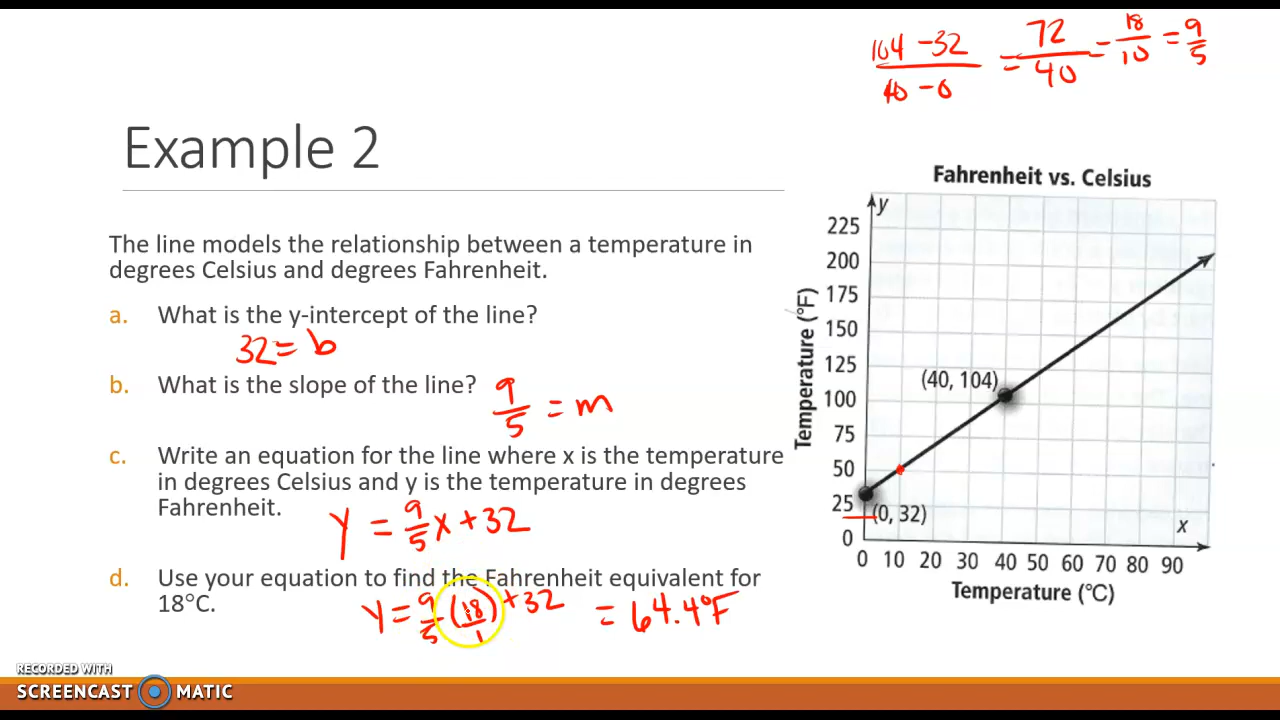 104 - 32 / 40 - 0 = 72/40 = 18/10 = 9/5
Example 2
The line models the relationship between a temperature in
degrees Celsius and degrees Fahrenheit.
a. What is the y-intercept of the line?
32 = b
b. What is the slope of the line?
9/5 = m
c. Write an equation for the line where x is the temperature
in degrees Celsius and y is the temperature in degrees
Fahrenheit.
y = 9/5 x + 32
d. Use your equation to find the Fahrenheit equivalent for
18°C.
y = 9/5 (18/1) + 32 = 64.4°F
Fahrenheit vs. Celsius
y
225
200
175
150
125
100
75
50
25
0
Temperature (°F)
(40, 104)
(0, 32)
x
0 10 20 30 40 50 60 70 80 90
Temperature (°C)
RECORDED WITH
SCREENCAST MATIC